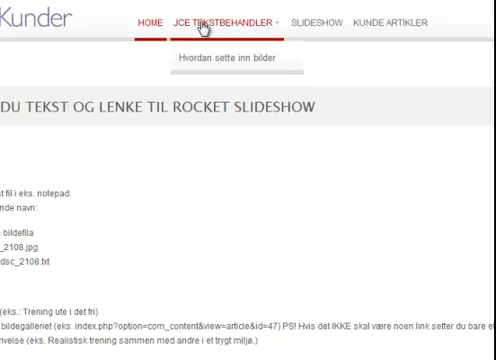 Kunder
HOME JCE TEKSTBEHANDLER SLIDESHOW KUNDE ARTIKLER
Hvordan sette inn bilder
DU TEKST OG LENKE TIL ROCKET SLIDESHOW
st fil i eks. notepad.
nde navn:
bildefila
_2108.jpg
dsc_2108.txt
(eks.: Trening ute i det fri)
bildegalleriet (eks. index.php?option=com_content&view=article&id=47) PS! Hvis det IKKE skal være noen link setter du bare et
rivelse (eks. Realistisk trening sammen med andre i et trygt miljø.)